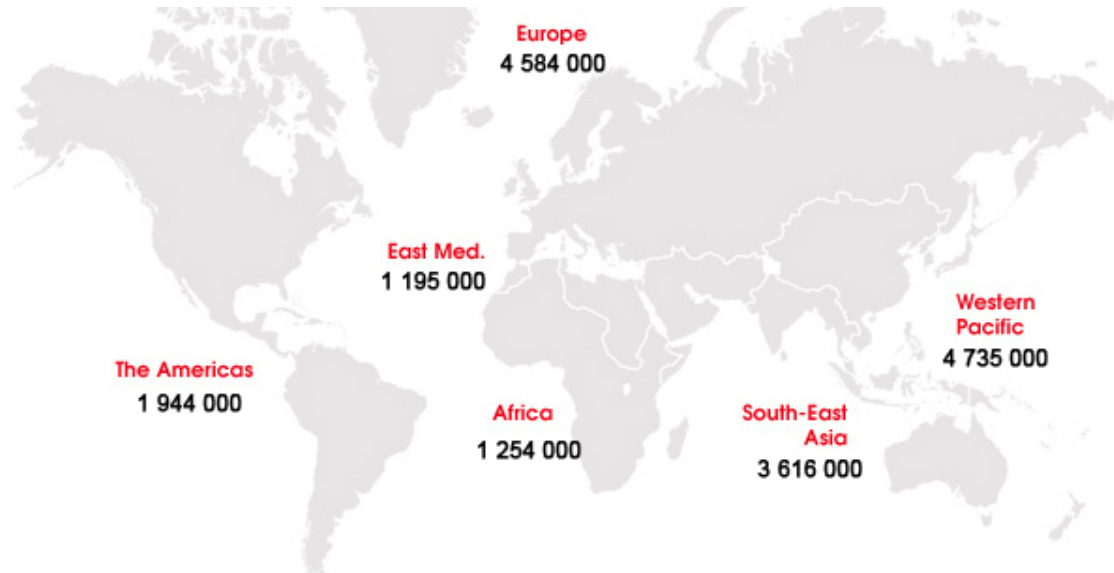 Europe
4 584 000
East Med.
1 195 000
Western
Pacific
4 735 000
The Americas
1 944 000
Africa
1 254 000
South-East
Asia
3 616 000